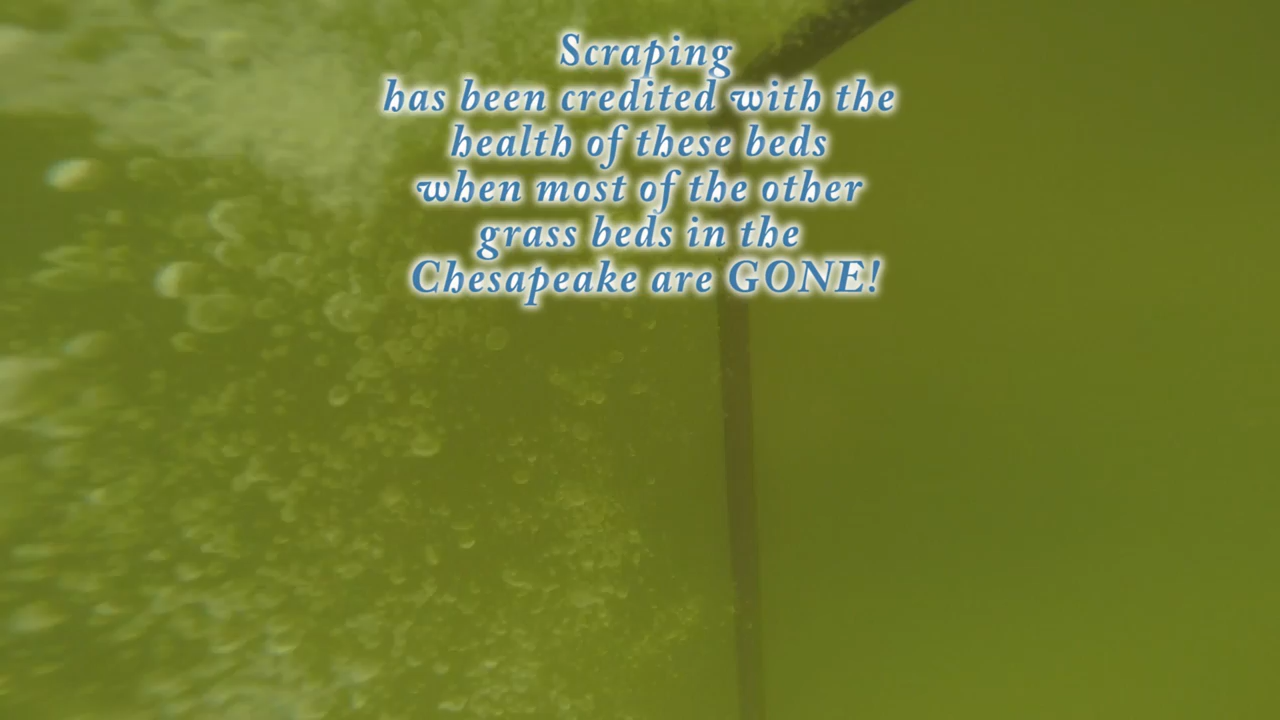 Scraping
has been credited with the
health of these beds
when most of the other
grass beds in the
Chesapeake are GONE!